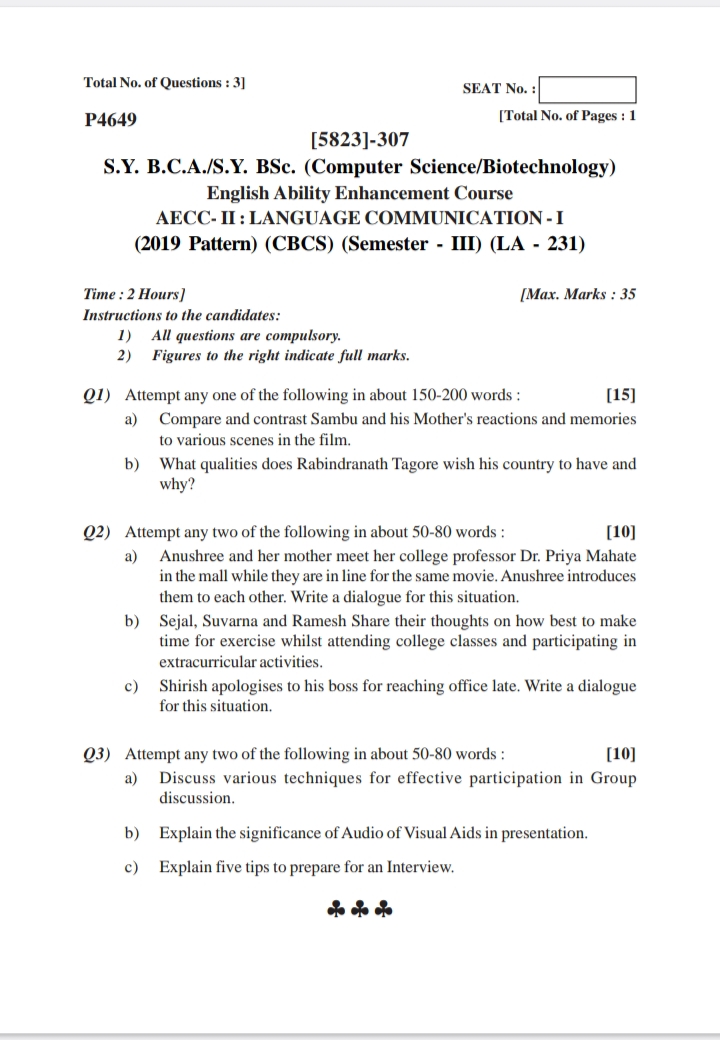 Total No. of Questions : 3]
SEAT No. :
P4649
[Total No. of Pages : 1
[5823]-307
S.Y. B.C.A./S.Y. BSc. (Computer Science/Biotechnology)
English Ability Enhancement Course
AECC- II : LANGUAGE COMMUNICATION - I
(2019 Pattern) (CBCS) (Semester - III) (LA - 231)
Time : 2 Hours]
[Max. Marks : 35
Instructions to the candidates:
1) All questions are compulsory.
2) Figures to the right indicate full marks.
Q1) Attempt any one of the following in about 150-200 words : [15]
a) Compare and contrast Sambu and his Mother's reactions and memories
to various scenes in the film.
b) What qualities does Rabindranath Tagore wish his country to have and
why?
Q2) Attempt any two of the following in about 50-80 words : [10]
a) Anushree and her mother meet her college professor Dr. Priya Mahate
in the mall while they are in line for the same movie. Anushree introduces
them to each other. Write a dialogue for this situation.
b) Sejal, Suvarna and Ramesh Share their thoughts on how best to make
time for exercise whilst attending college classes and participating in
extracurricular activities.
c) Shirish apologises to his boss for reaching office late. Write a dialogue
for this situation.
Q3) Attempt any two of the following in about 50-80 words : [10]
a) Discuss various techniques for effective participation in Group
discussion.
b) Explain the significance of Audio of Visual Aids in presentation.
c) Explain five tips to prepare for an Interview.